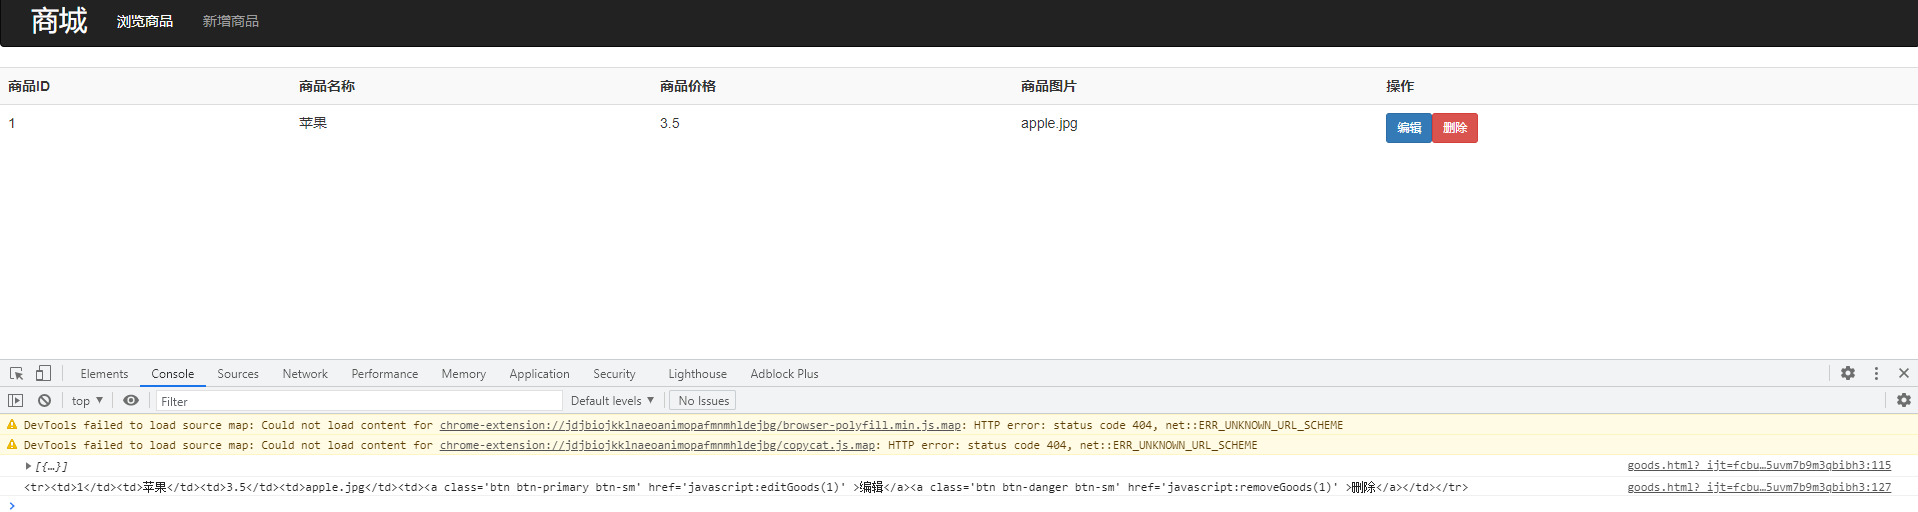 商城 浏览商品 新增商品
商品ID 商品名称 商品价格 商品图片 操作
1 苹果 3.5 apple.jpg 编辑 删除
Elements Console Sources Network Performance Memory Application Security Lighthouse Adblock Plus
top ▼ Filter Default levels ▼ No Issues
DevTools failed to load source map: Could not load content for chrome-extension://jdjbiojkklnaeoanimopafmnmhldejbg/browser-polyfill.min.js.map: HTTP error: status code 404, net::ERR_UNKNOWN_URL_SCHEME
DevTools failed to load source map: Could not load content for chrome-extension://jdjbiojkklnaeoanimopafmnmhldejbg/copycat.js.map: HTTP error: status code 404, net::ERR_UNKNOWN_URL_SCHEME
▶[{…}] goods.html?_ijt=fcbu…5uvm7b9m3qbibh3:115
<tr><td>1</td><td>苹果</td><td>3.5</td><td>apple.jpg</td><td><a class='btn btn-primary btn-sm' href='javascript:editGoods(1)' >编辑</a><a class='btn btn-danger btn-sm' href='javascript:removeGoods(1)' >删除</a></td></tr> goods.html?_ijt=fcbu…5uvm7b9m3qbibh3:127